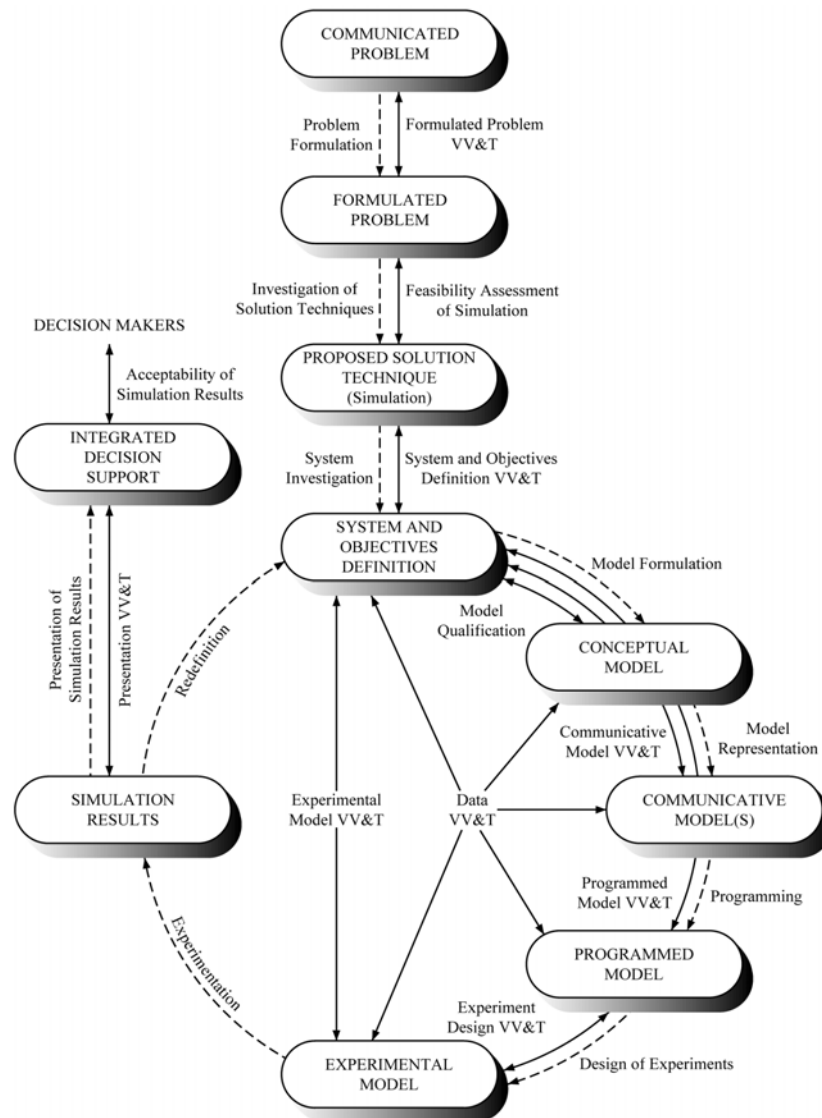 COMMUNICATED
PROBLEM
Problem
Formulation
Formulated Problem
VV&T
FORMULATED
PROBLEM
Investigation of
Solution Techniques
Feasibility Assessment
of Simulation
DECISION MAKERS
PROPOSED SOLUTION
TECHNIQUE
(Simulation)
Acceptability of
Simulation Results
INTEGRATED
DECISION
SUPPORT
System
Investigation
System and Objectives
Definition VV&T
SYSTEM AND
OBJECTIVES
DEFINITION
Model Formulation
Model
Qualification
CONCEPTUAL
MODEL
Presentation of
Simulation Results
Presentation VV&T
Redefinition
Communicative
Model VV&T
Model
Representation
SIMULATION
RESULTS
Experimental
Model VV&T
Data
VV&T
COMMUNICATIVE
MODEL(S)
Programmed
Model VV&T
Programming
PROGRAMMED
MODEL
Experimentation
Experiment
Design VV&T
Design of Experiments
EXPERIMENTAL
MODEL